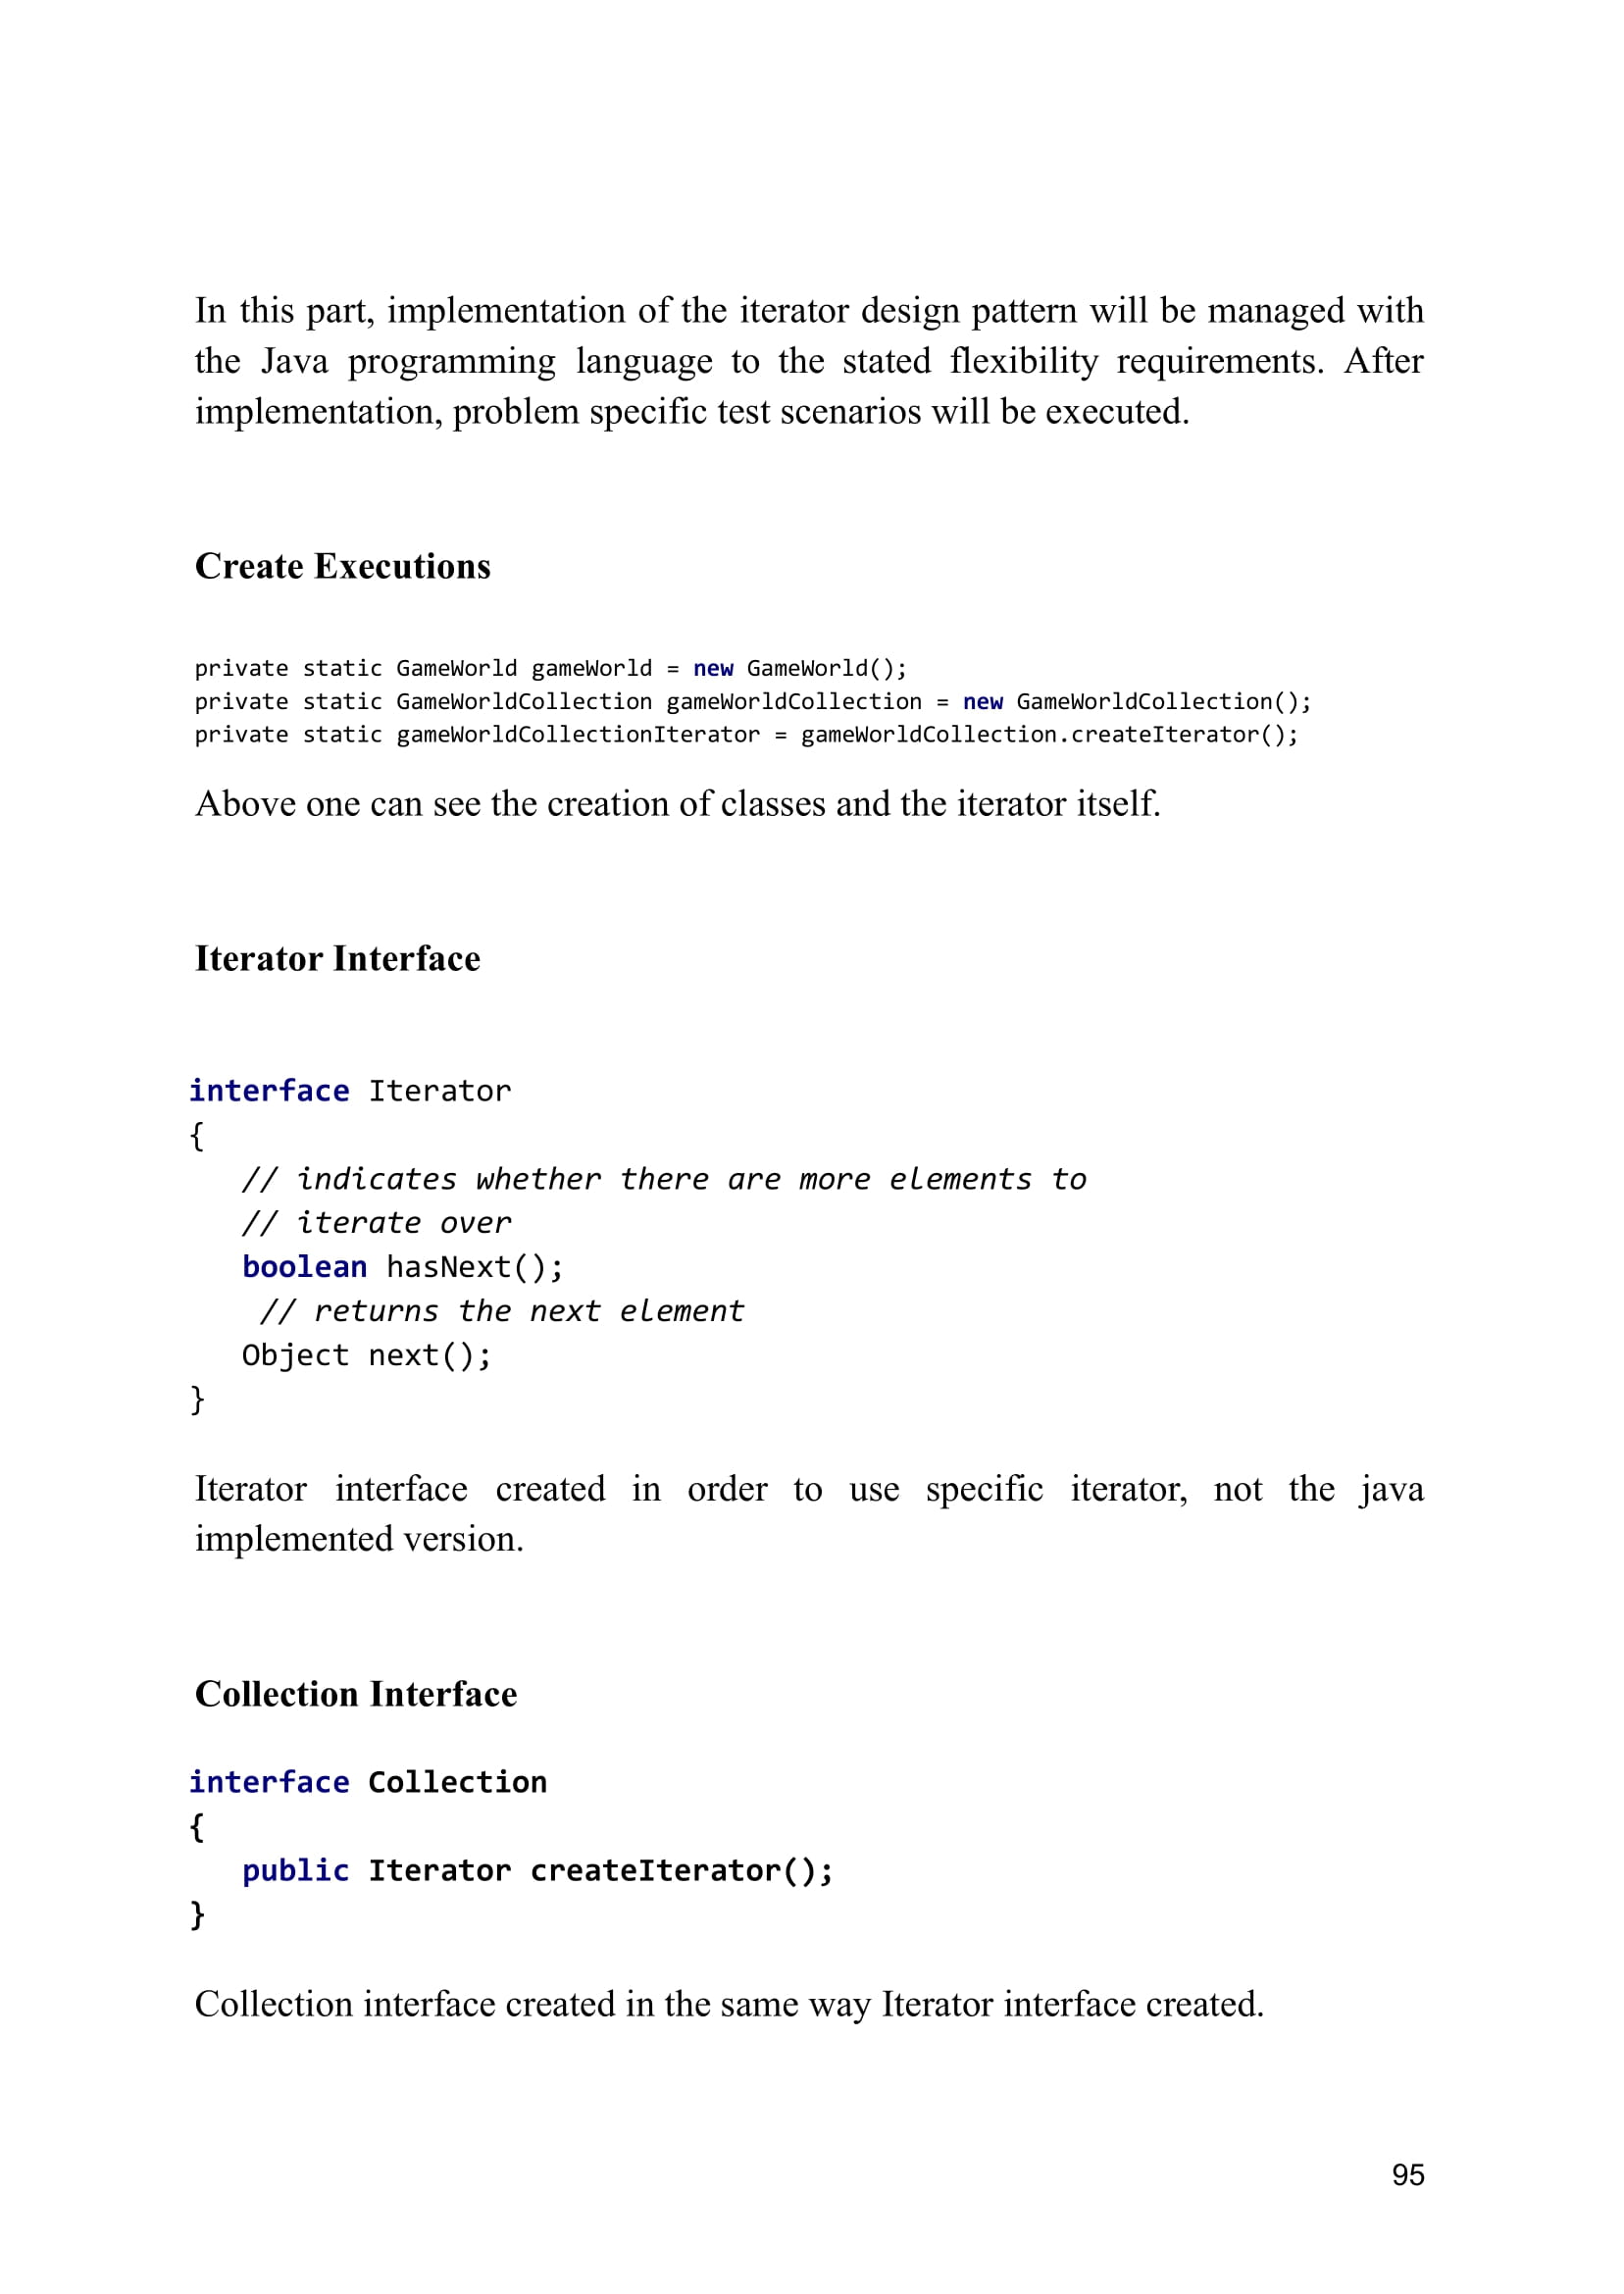 In this part, implementation of the iterator design pattern will be managed with
the Java programming language to the stated flexibility requirements. After
implementation, problem specific test scenarios will be executed.
Create Executions
private static GameWorld gameWorld = new GameWorld();
private static GameWorldCollection gameWorldCollection = new GameWorldCollection();
private static gameWorldCollectionIterator = gameWorldCollection.createIterator();
Above one can see the creation of classes and the iterator itself.
Iterator Interface
interface Iterator
{
   // indicates whether there are more elements to
   // iterate over
   boolean hasNext();
    // returns the next element
   Object next();
}
Iterator interface created in order to use specific iterator, not the java
implemented version.
Collection Interface
interface Collection
{
   public Iterator createIterator();
}
Collection interface created in the same way Iterator interface created.
95